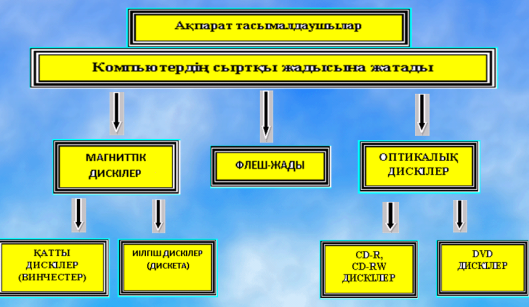 Ақпарат тасымалдаушылар
Компьютердің сыртқы жадысына жатады
МАГНИТТІК
ДИСКІЛЕР
ФЛЕШ-ЖАДЫ
ОПТИКАЛЫҚ
ДИСКІЛЕР
ҚАТТЫ
ДИСКІЛЕР
(ВИНЧЕСТЕР)
ИІЛГІШ ДИСКІЛЕР
(ДИСКЕТА)
CD-R,
CD-RW
ДИСКІЛЕР
DVD
ДИСКІЛЕР